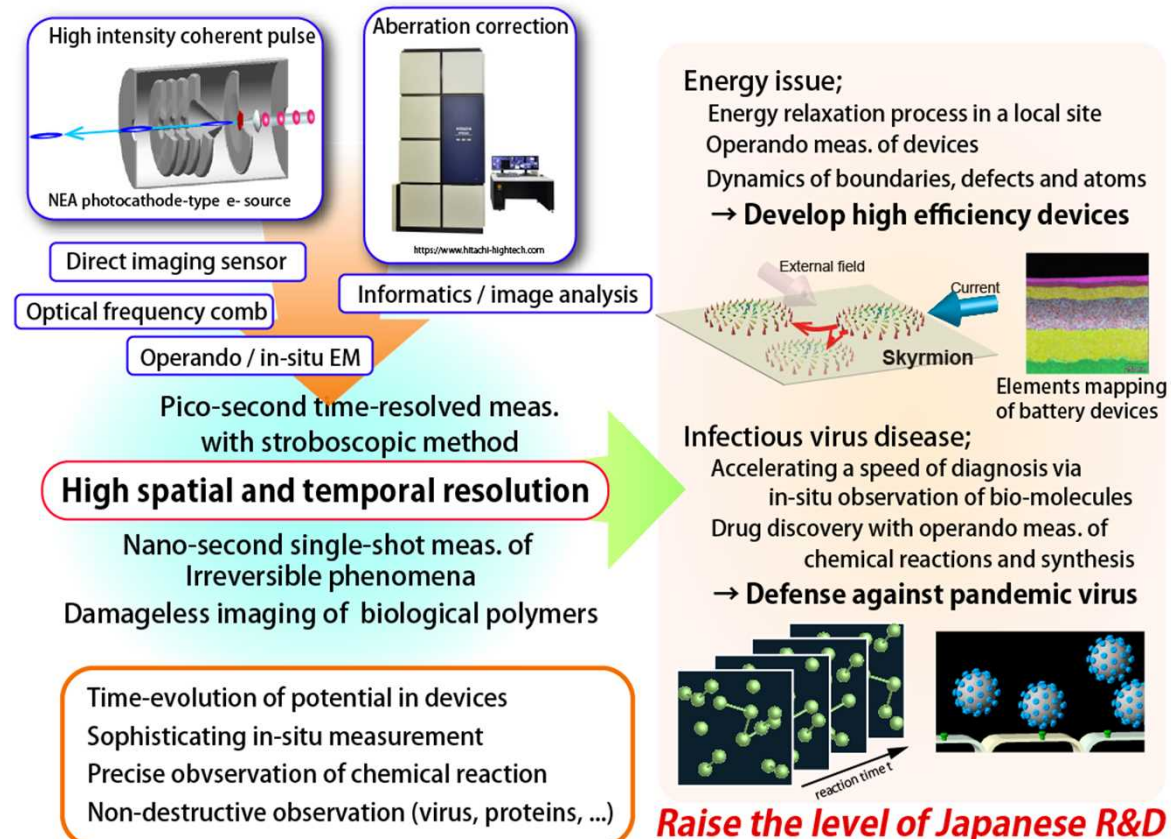 High intensity coherent pulse
NEA photocathode-type e- source
Aberration correction
https://www.hitachi-hightech.com
Direct imaging sensor
Optical frequency comb
Informatics / image analysis
Operando / in-situ EM
Pico-second time-resolved meas.
with stroboscopic method
High spatial and temporal resolution
Nano-second single-shot meas. of
Irreversible phenomena
Damageless imaging of biological polymers
Time-evolution of potential in devices
Sophisticating in-situ measurement
Precise obvservation of chemical reaction
Non-destructive observation (virus, proteins, ...)
Energy issue;
Energy relaxation process in a local site
Operando meas. of devices
Dynamics of boundaries, defects and atoms
→ Develop high efficiency devices
External field
Current
Skyrmion
Elements mapping
of battery devices
Infectious virus disease;
Accelerating a speed of diagnosis via
in-situ observation of bio-molecules
Drug discovery with operando meas. of
chemical reactions and synthesis
→ Defense against pandemic virus
reaction time t
Raise the level of Japanese R&D